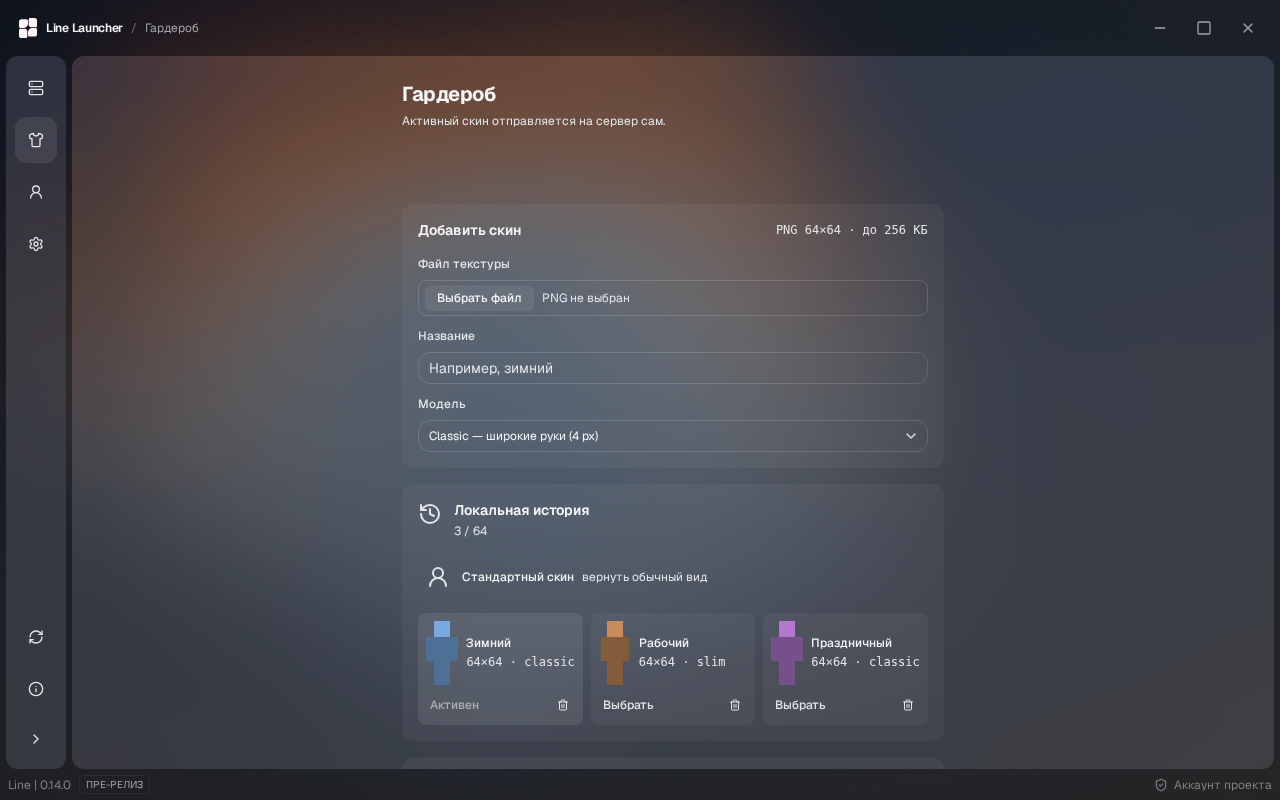 Line Launcher / Гардероб
Гардероб
Активный скин отправляется на сервер сам.
Добавить скин
PNG 64×64 · до 256 КБ
Файл текстуры
Выбрать файл PNG не выбран
Название
Например, зимний
Модель
Classic — широкие руки (4 px)
Локальная история
3 / 64
Стандартный скин вернуть обычный вид
Зимний
64×64 · classic
Активен
Рабочий
64×64 · slim
Выбрать
Праздничный
64×64 · classic
Выбрать
Line | 0.14.0 ПРЕ-РЕЛИЗ
Аккаунт проекта